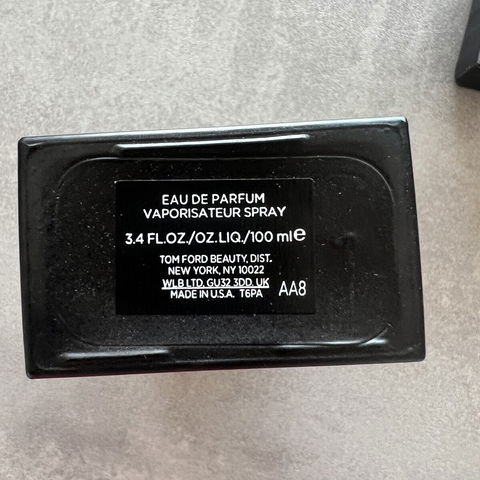 EAU DE PARFUM
VAPORISATEUR SPRAY
3.4 FL.OZ./OZ.LIQ./100 ml℮
TOM FORD BEAUTY, DIST.
NEW YORK, NY 10022
WLB LTD. GU32 3DD, UK
MADE IN U.S.A. T6PA AA8